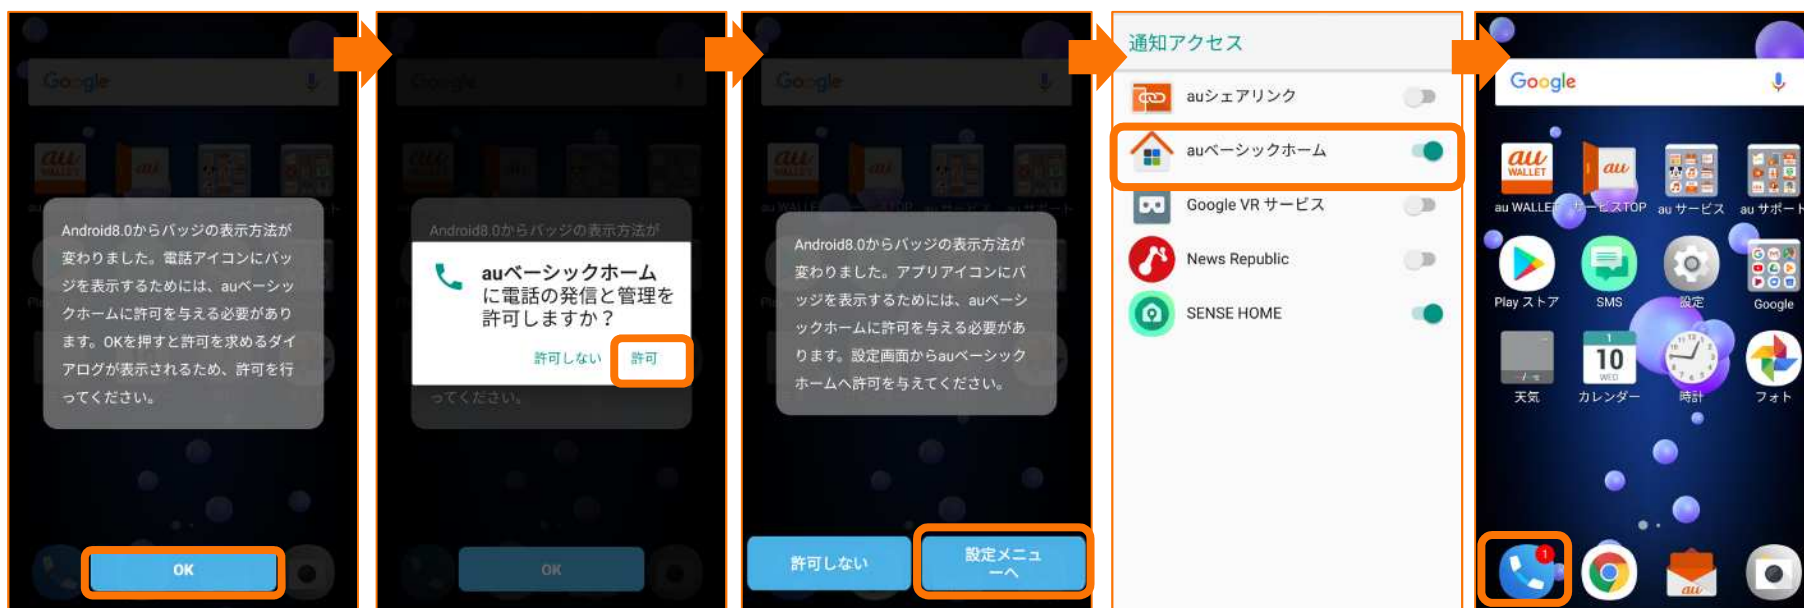 Google
au
Android8.0からバッジの表示方法が
変わりました。電話アイコンにバッ
ジを表示するためには、auベーシッ
クホームに許可を与える必要があり
ます。OKを押すと許可を求めるダイ
アログが表示されるため、許可を行
ってください。
OK
Google
Android8.0からバッジの表示方法が
auベーシックホーム
に電話の発信と管理を
許可しますか？
許可しない
許可
ってください。
OK
Google
au
Android8.0からバッジの表示方法が
変わりました。アプリアイコンにバ
ッジを表示するためには、auベーシ
ックホームに許可を与える必要があ
ります。設定画面からauベーシック
ホームへ許可を与えてください。
許可しない
設定メニュ
ーへ
通知アクセス
auシェアリンク
auベーシックホーム
Google VR サービス
News Republic
SENSE HOME
Google
au
WALLET
au
au WALLET
サービスTOP
au サービス
au サポート
Play ストア
SMS
設定
Google
1
10
WED
天気
カレンダー
時計
フォト
1
au